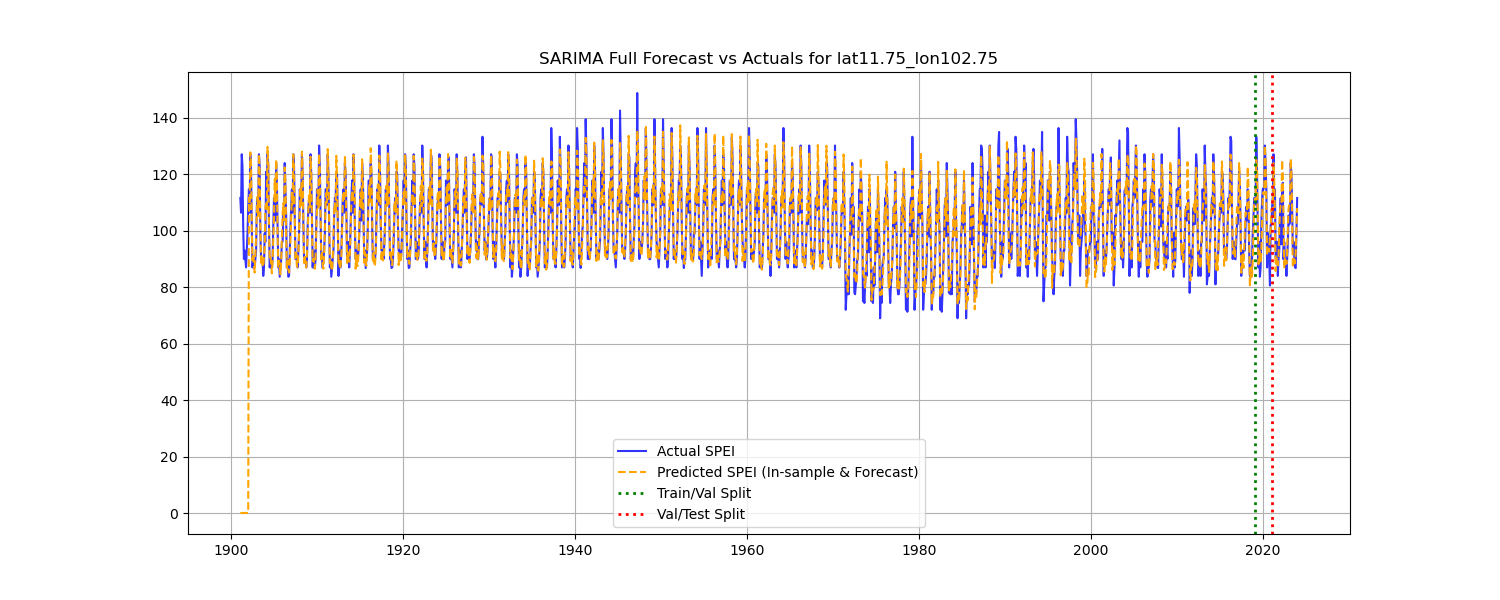 SARIMA Full Forecast vs Actuals for lat11.75_lon102.75
140
120
100
80
60
40
20
0
Actual SPEI
Predicted SPEI (In-sample & Forecast)
Train/Val Split
Val/Test Split
1900 1920 1940 1960 1980 2000 2020